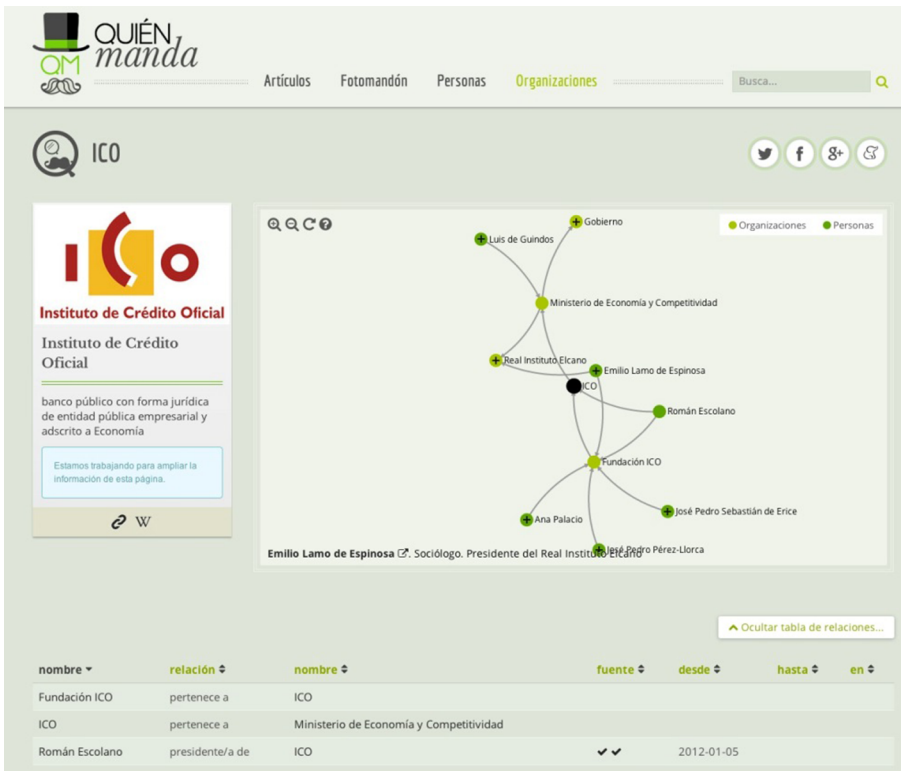 QUIÉN
manda
QM
Artículos Fotomandón Personas Organizaciones
Busca...
ICO
f 8+
ICO
Instituto de Crédito Oficial
Instituto de Crédito
Oficial
banco público con forma jurídica
de entidad pública empresarial y
adscrito a Economía
Estamos trabajando para ampliar la
información de esta página.
W
Organizaciones Personas
Gobierno
Luis de Guindos
Ministerio de Economía y Competitividad
Real Instituto Elcano
Emilio Lamo de Espinosa
ICO
Román Escolano
Fundación ICO
José Pedro Sebastián de Erice
Ana Palacio
José Pedro Pérez-Llorca
Emilio Lamo de Espinosa . Sociólogo. Presidente del Real Instituto Elcano
Ocultar tabla de relaciones...
nombre relación nombre fuente desde hasta en
Fundación ICO pertenece a ICO
ICO pertenece a Ministerio de Economía y Competitividad
Román Escolano presidente/a de ICO ✔✔ 2012-01-05